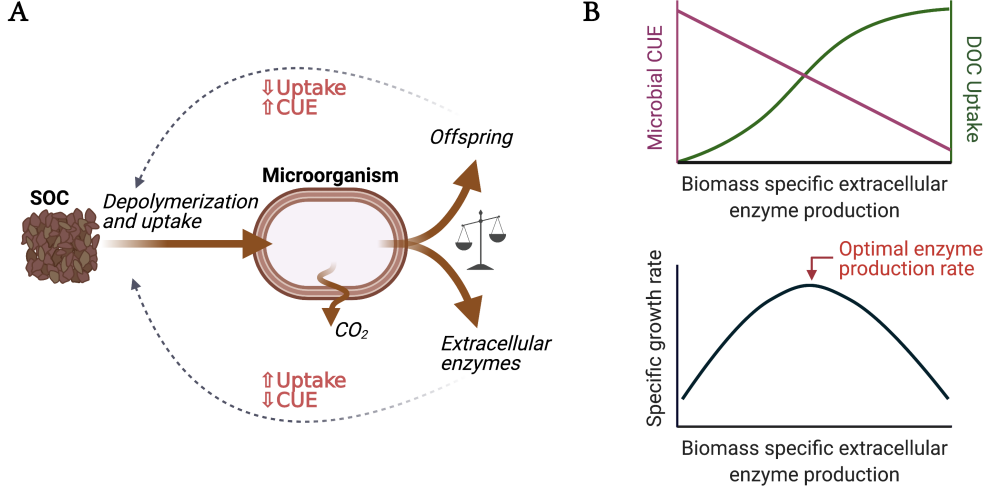 A
⇩Uptake
⇧CUE
Offspring
Microorganism
SOC
Depolymerization
and uptake
CO₂
Extracellular
enzymes
⇧Uptake
⇩CUE
B
Microbial CUE
DOC Uptake
Biomass specific extracellular
enzyme production
Optimal enzyme
production rate
Specific growth rate
Biomass specific extracellular
enzyme production